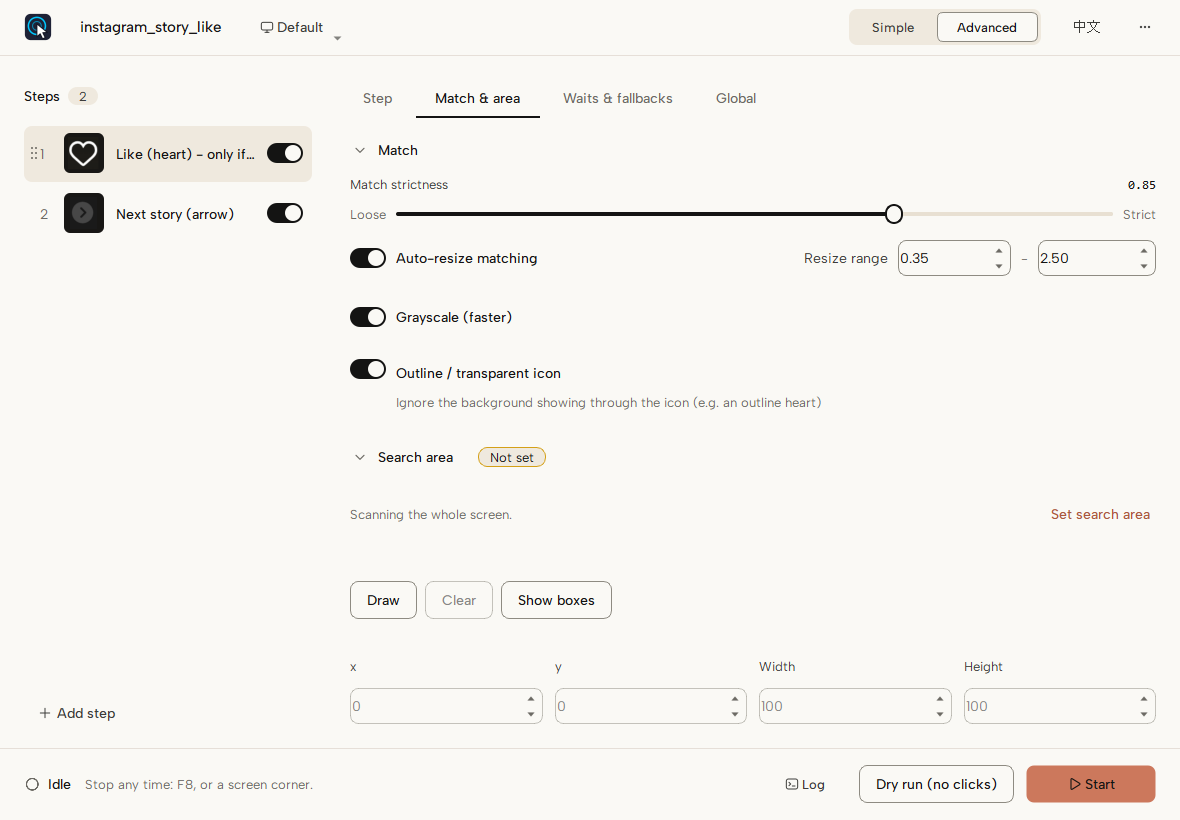 instagram_story_like
Default
Simple
Advanced
中文
...
Steps 2
Step
Match & area
Waits & fallbacks
Global
1 Like (heart) – only if…
2 Next story (arrow)
Match
Match strictness 0.85
Loose Strict
Auto-resize matching Resize range 0.35 – 2.50
Grayscale (faster)
Outline / transparent icon
Ignore the background showing through the icon (e.g. an outline heart)
Search area Not set
Scanning the whole screen. Set search area
Draw Clear Show boxes
x y Width Height
0 0 100 100
+ Add step
Idle Stop any time: F8, or a screen corner. Log Dry run (no clicks) Start